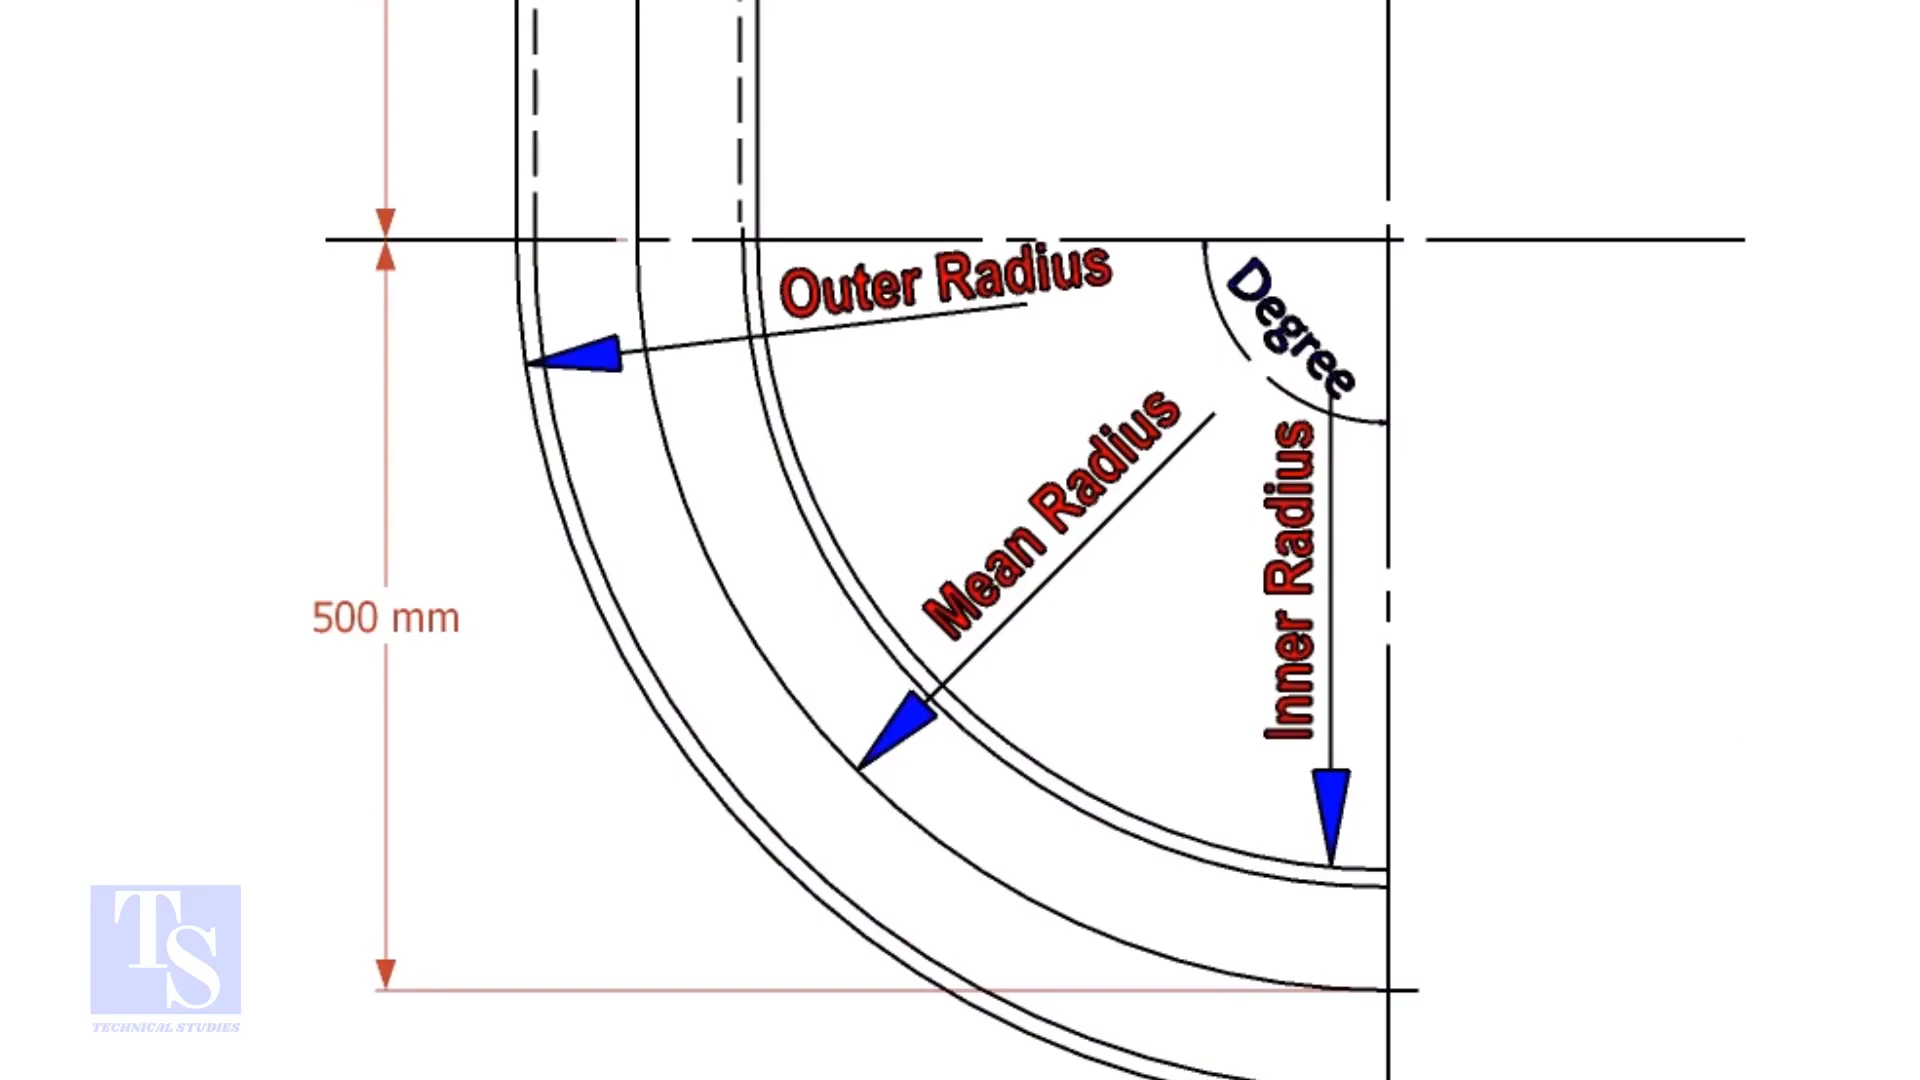 Outer Radius
Degree
Mean Radius
Inner Radius
500 mm
TS
TECHNICAL STUDIES